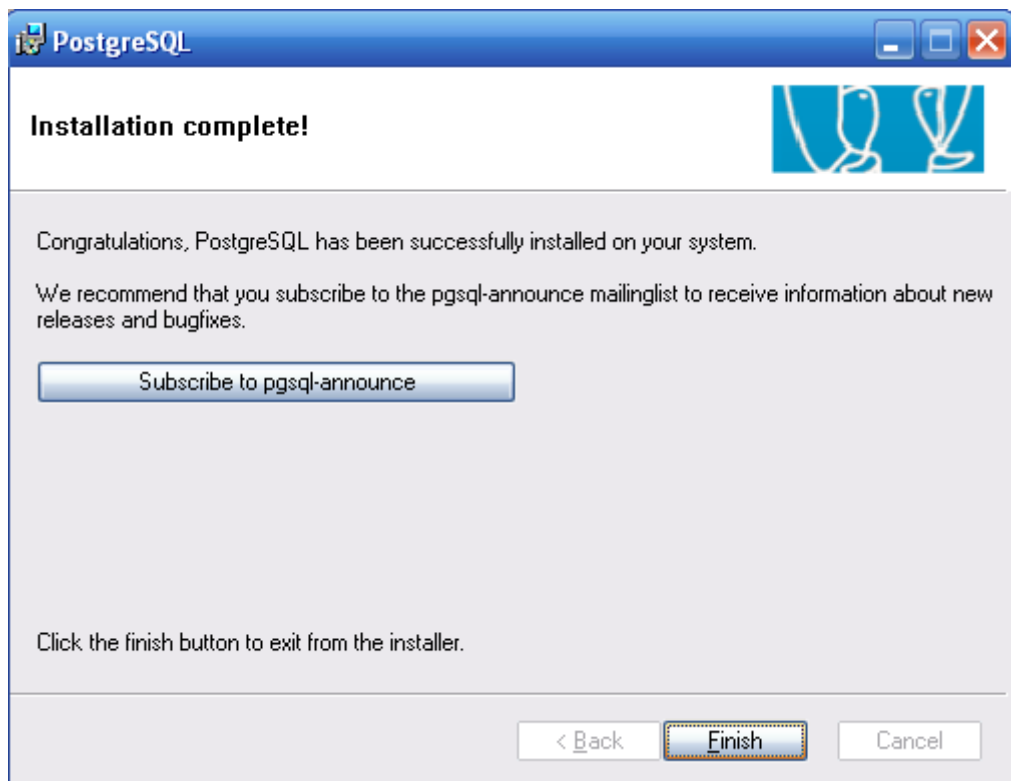 PostgreSQL
Installation complete!
Congratulations, PostgreSQL has been successfully installed on your system.
We recommend that you subscribe to the pgsql-announce mailinglist to receive information about new
releases and bugfixes.
Subscribe to pgsql-announce
Click the finish button to exit from the installer.
< Back Finish Cancel